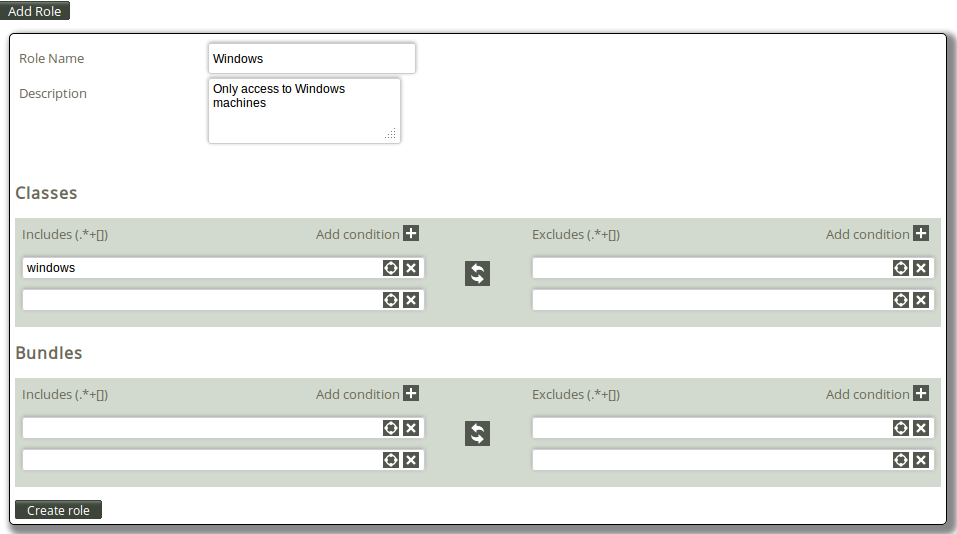 Add Role
Role Name Windows
Description Only access to Windows
machines
Classes
Includes (.*+[]) Add condition Excludes (.*+[]) Add condition
windows
Bundles
Includes (.*+[]) Add condition Excludes (.*+[]) Add condition
Create role